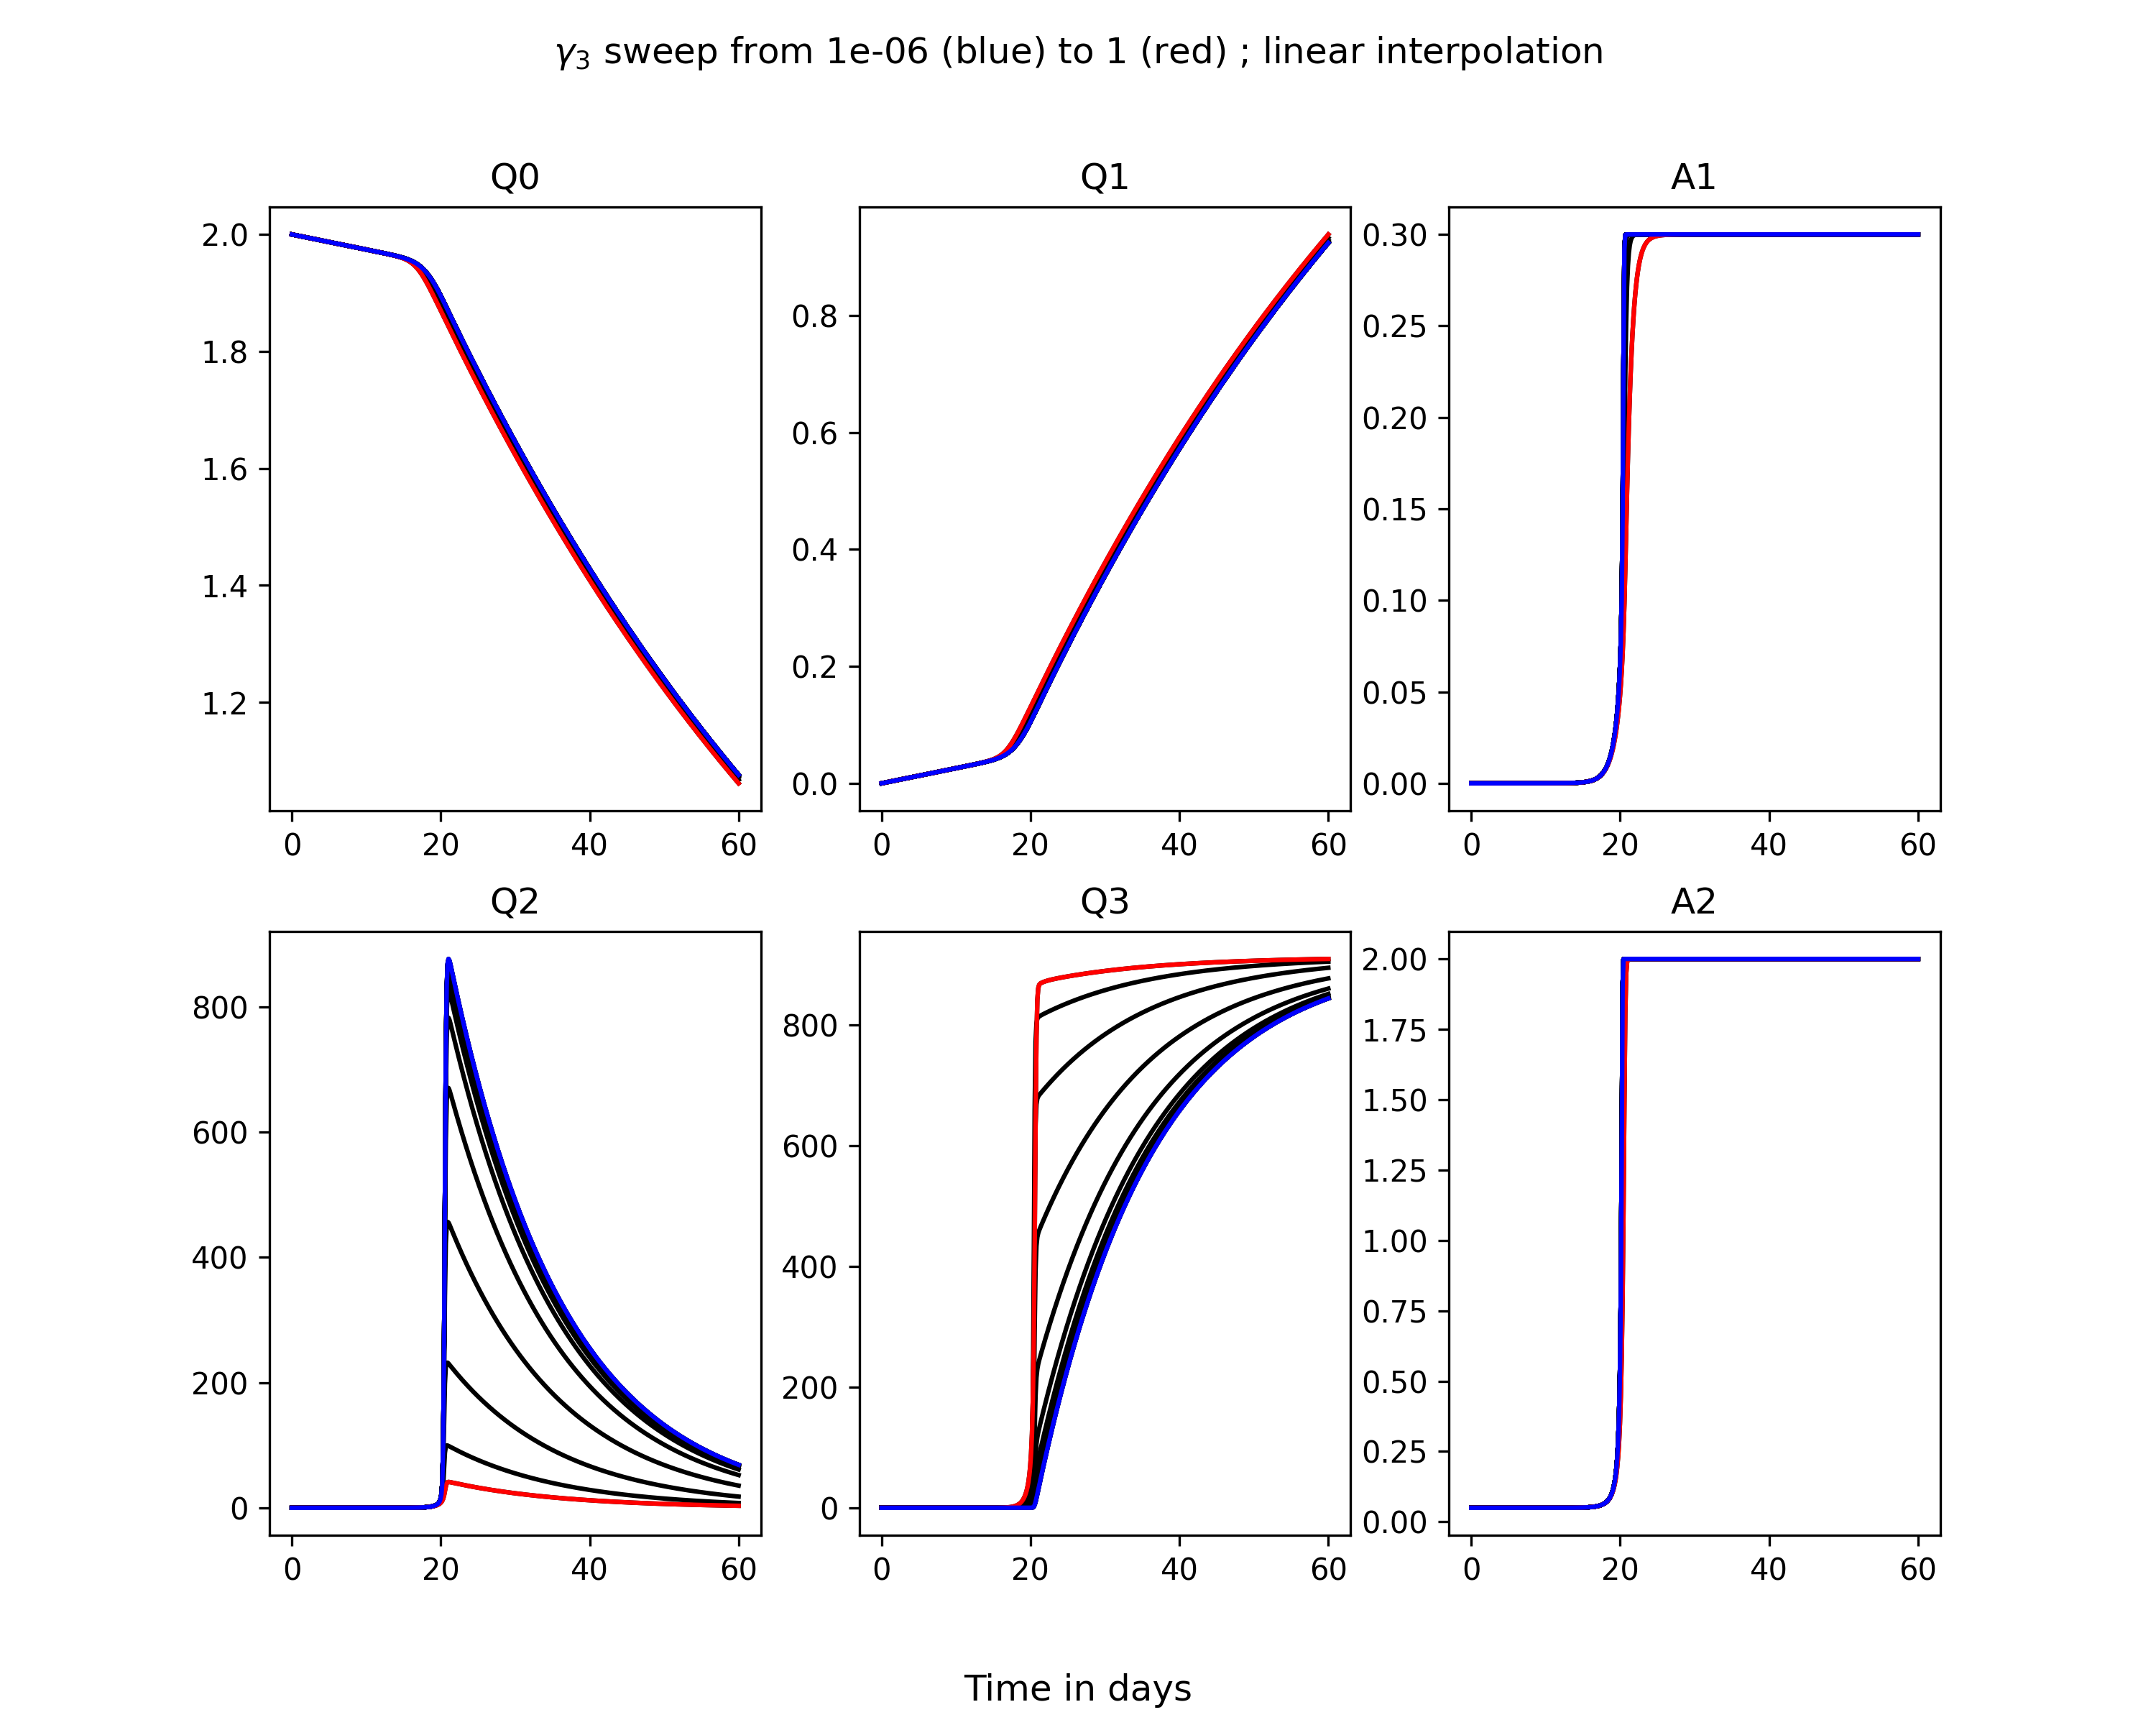 γ3 sweep from 1e-06 (blue) to 1 (red) ; linear interpolation
Q0
2.0
1.8
1.6
1.4
1.2
0 20 40 60
Q1
0.8
0.6
0.4
0.2
0.0
0 20 40 60
A1
0.30
0.25
0.20
0.15
0.10
0.05
0.00
0 20 40 60
Q2
800
600
400
200
0
0 20 40 60
Q3
800
600
400
200
0
0 20 40 60
A2
2.00
1.75
1.50
1.25
1.00
0.75
0.50
0.25
0.00
0 20 40 60
Time in days